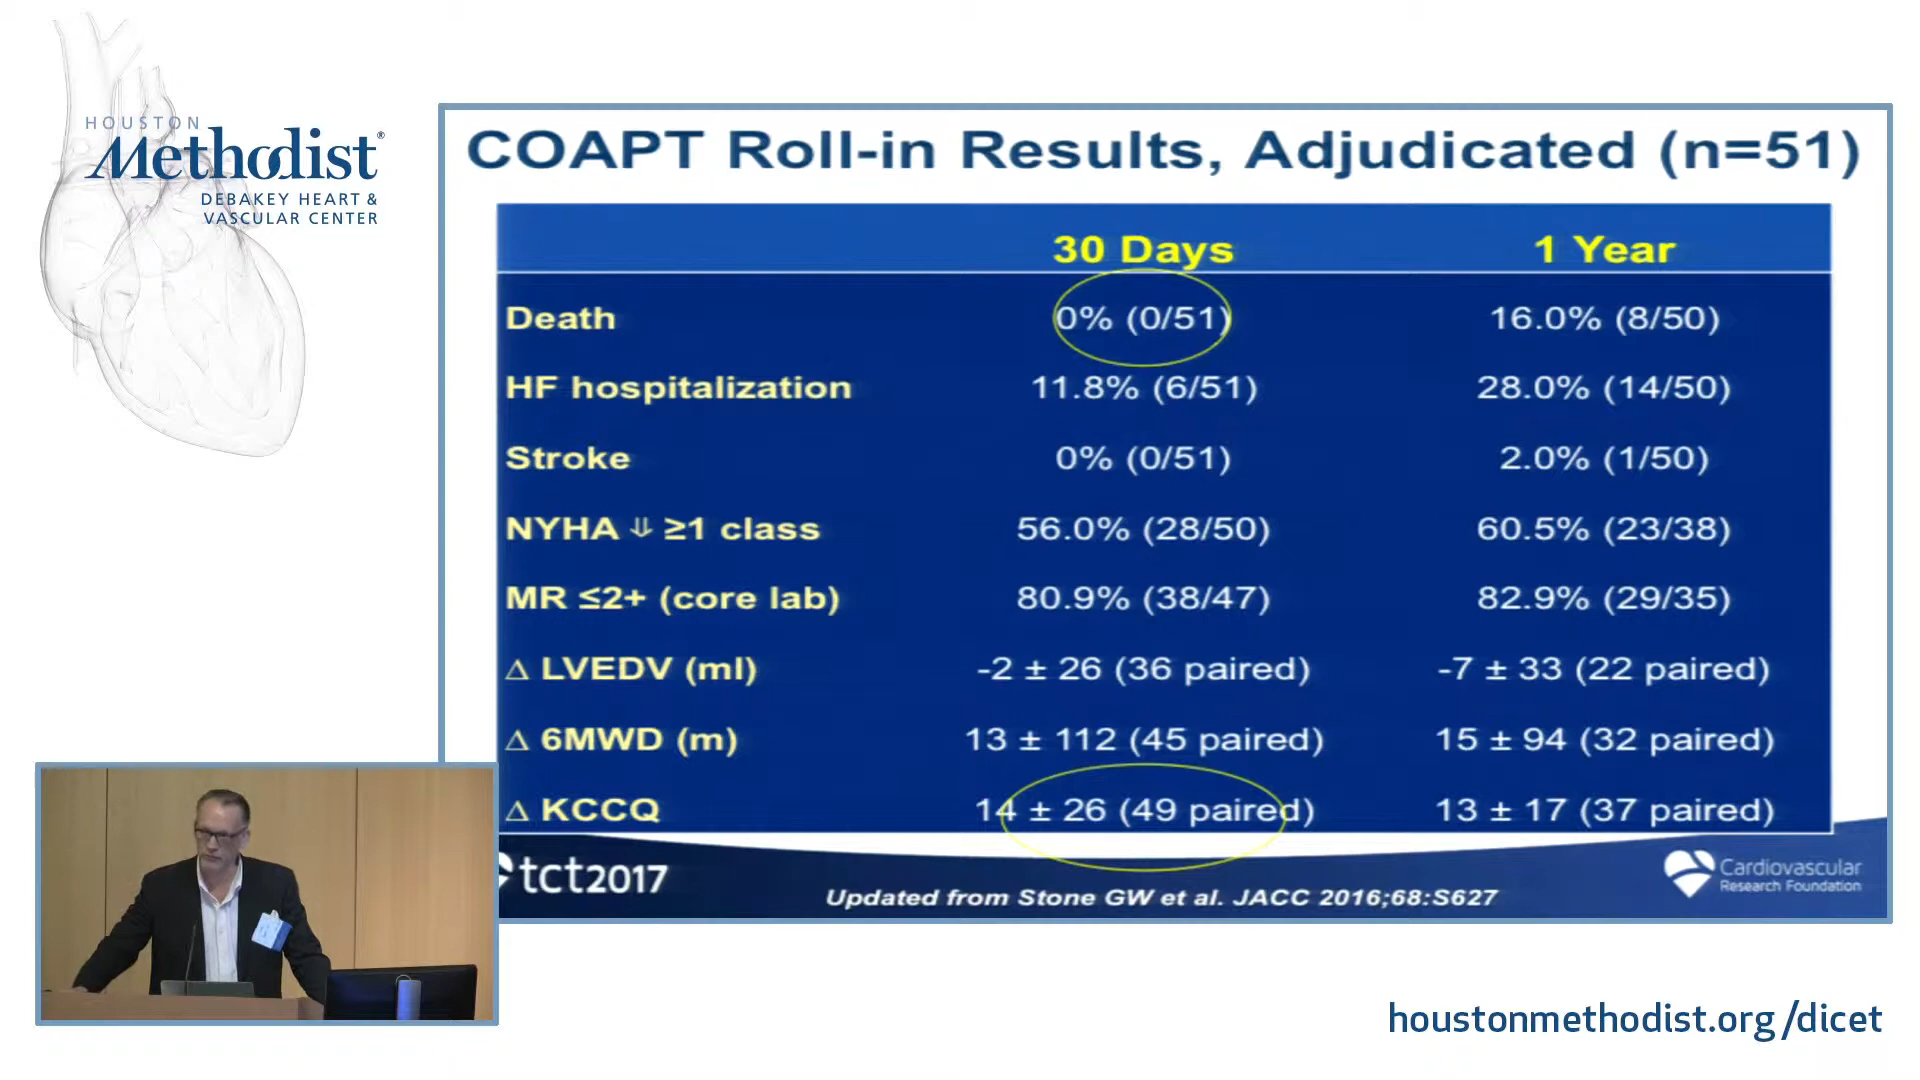 HOUSTON
Methodist®
DEBAKEY HEART &
VASCULAR CENTER
COAPT Roll-in Results, Adjudicated (n=51)
30 Days 1 Year
Death 0% (0/51) 16.0% (8/50)
HF hospitalization 11.8% (6/51) 28.0% (14/50)
Stroke 0% (0/51) 2.0% (1/50)
NYHA ⇓ ≥1 class 56.0% (28/50) 60.5% (23/38)
MR ≤2+ (core lab) 80.9% (38/47) 82.9% (29/35)
Δ LVEDV (ml) -2 ± 26 (36 paired) -7 ± 33 (22 paired)
Δ 6MWD (m) 13 ± 112 (45 paired) 15 ± 94 (32 paired)
Δ KCCQ 14 ± 26 (49 paired) 13 ± 17 (37 paired)
tct2017
Updated from Stone GW et al. JACC 2016;68:S627
Cardiovascular
Research Foundation
houstonmethodist.org/dicet